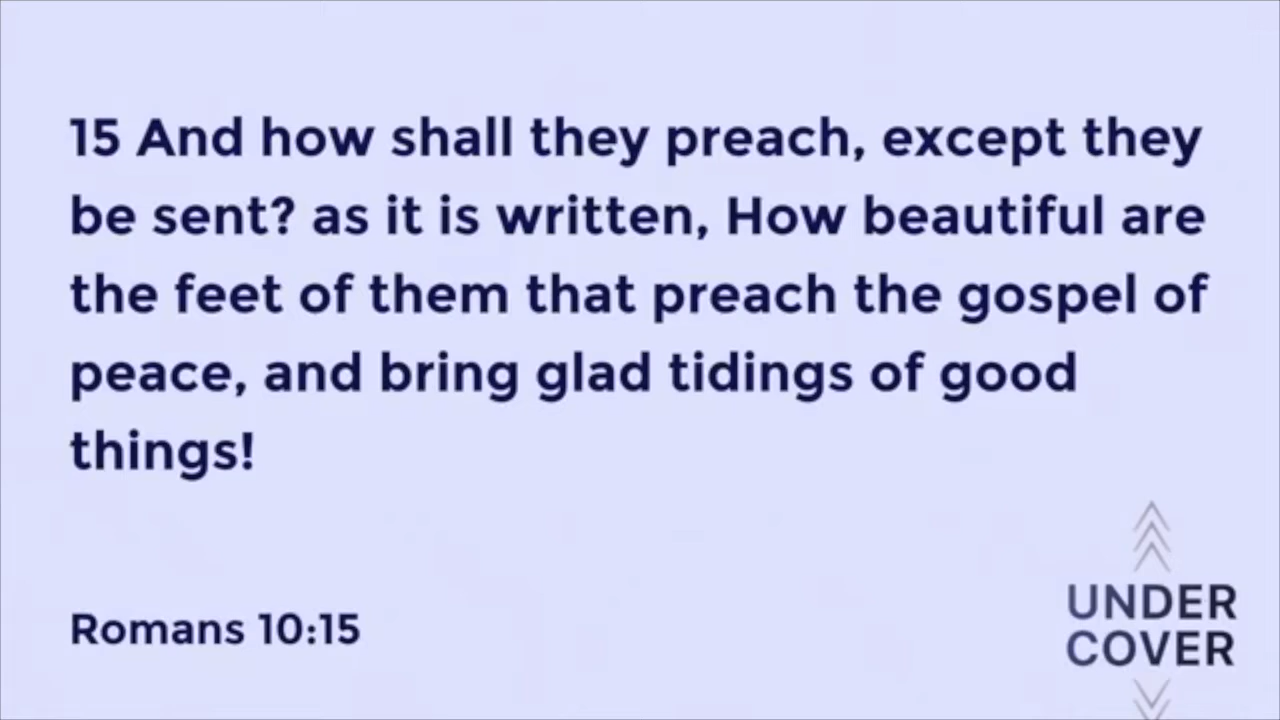 15 And how shall they preach, except they
be sent? as it is written, How beautiful are
the feet of them that preach the gospel of
peace, and bring glad tidings of good
things!
Romans 10:15
UNDER
COVER